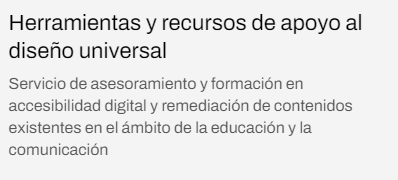 Herramientas y recursos de apoyo al
diseño universal
Servicio de asesoramiento y formación en
accesibilidad digital y remediación de contenidos
existentes en el ámbito de la educación y la
comunicación